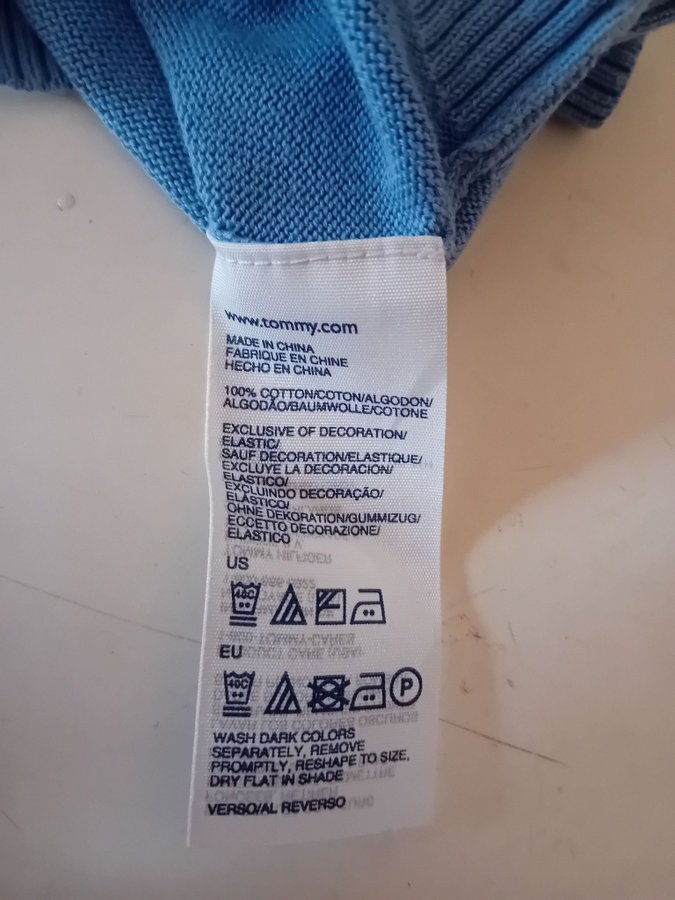 www.tommy.com
MADE IN CHINA
FABRIQUE EN CHINE
HECHO EN CHINA
100% COTTON/COTON/ALGODON/
ALGODÃO/BAUMWOLLE/COTONE
EXCLUSIVE OF DECORATION/
ELASTIC/
SAUF DECORATION/ELASTIQUE/
EXCLUYE LA DECORACION/
ELASTICO/
EXCLUINDO DECORAÇÃO/
ELÁSTICO/
OHNE DEKORATION/GUMMIZUG/
ECCETTO DECORAZIONE/
ELASTICO
US
40C
EU
40C
P
WASH DARK COLORS
SEPARATELY, REMOVE
PROMPTLY, RESHAPE TO SIZE,
DRY FLAT IN SHADE
VERSO/AL REVERSO